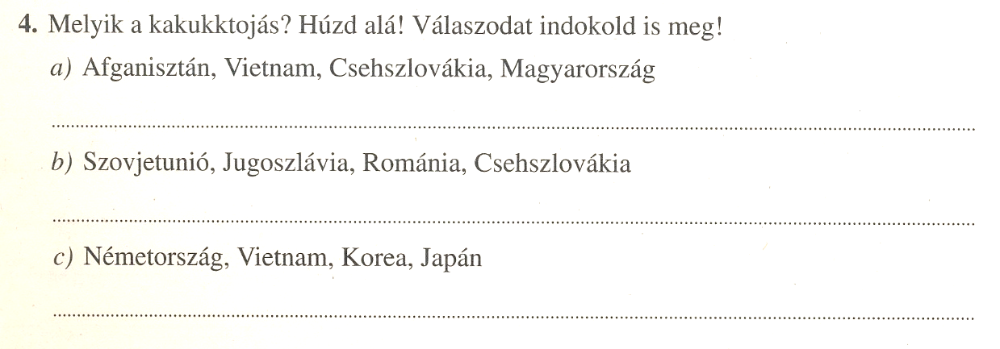 4. Melyik a kakukktojás? Húzd alá! Válaszodat indokold is meg!
a) Afganisztán, Vietnam, Csehszlovákia, Magyarország
b) Szovjetunió, Jugoszlávia, Románia, Csehszlovákia
c) Németország, Vietnam, Korea, Japán